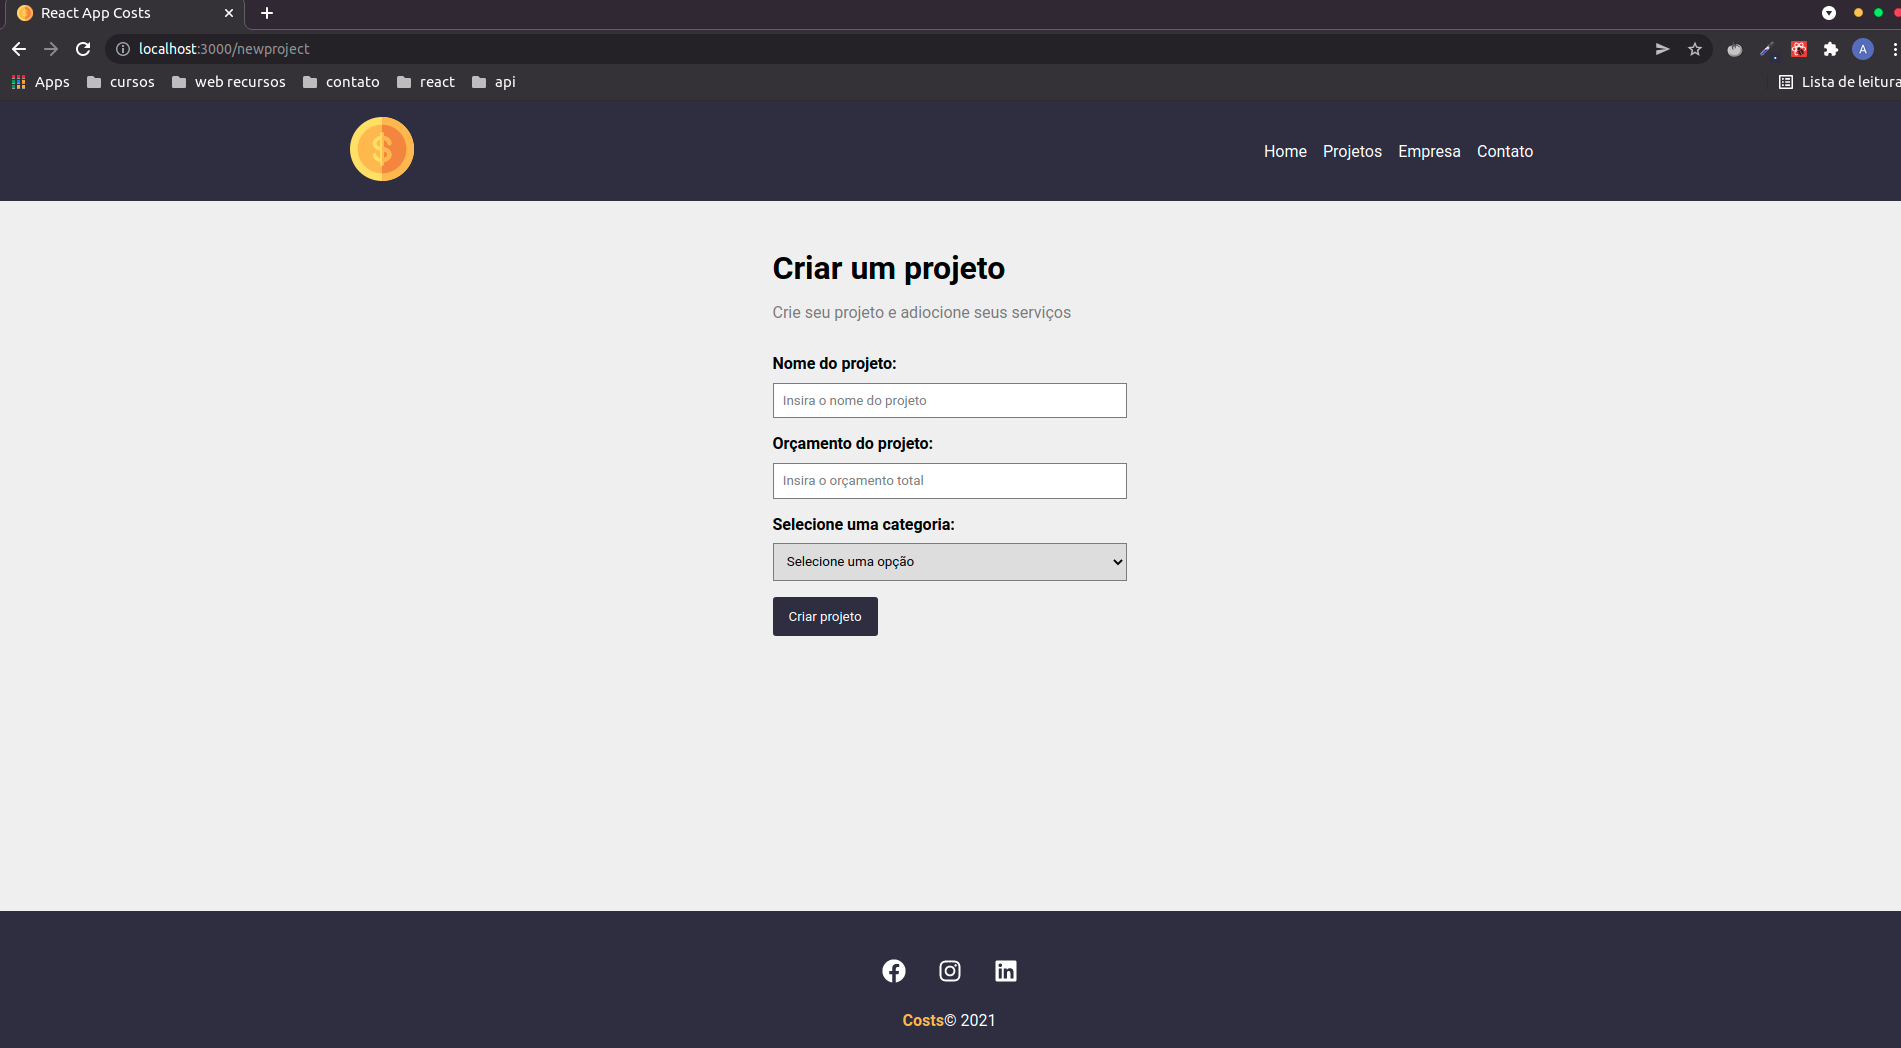 React App Costs
localhost:3000/newproject
A
Apps cursos web recursos contato react api Lista de leitura
$
Home Projetos Empresa Contato
Criar um projeto
Crie seu projeto e adiocione seus serviços
Nome do projeto:
Insira o nome do projeto
Orçamento do projeto:
Insira o orçamento total
Selecione uma categoria:
Selecione uma opção
Criar projeto
Costs© 2021